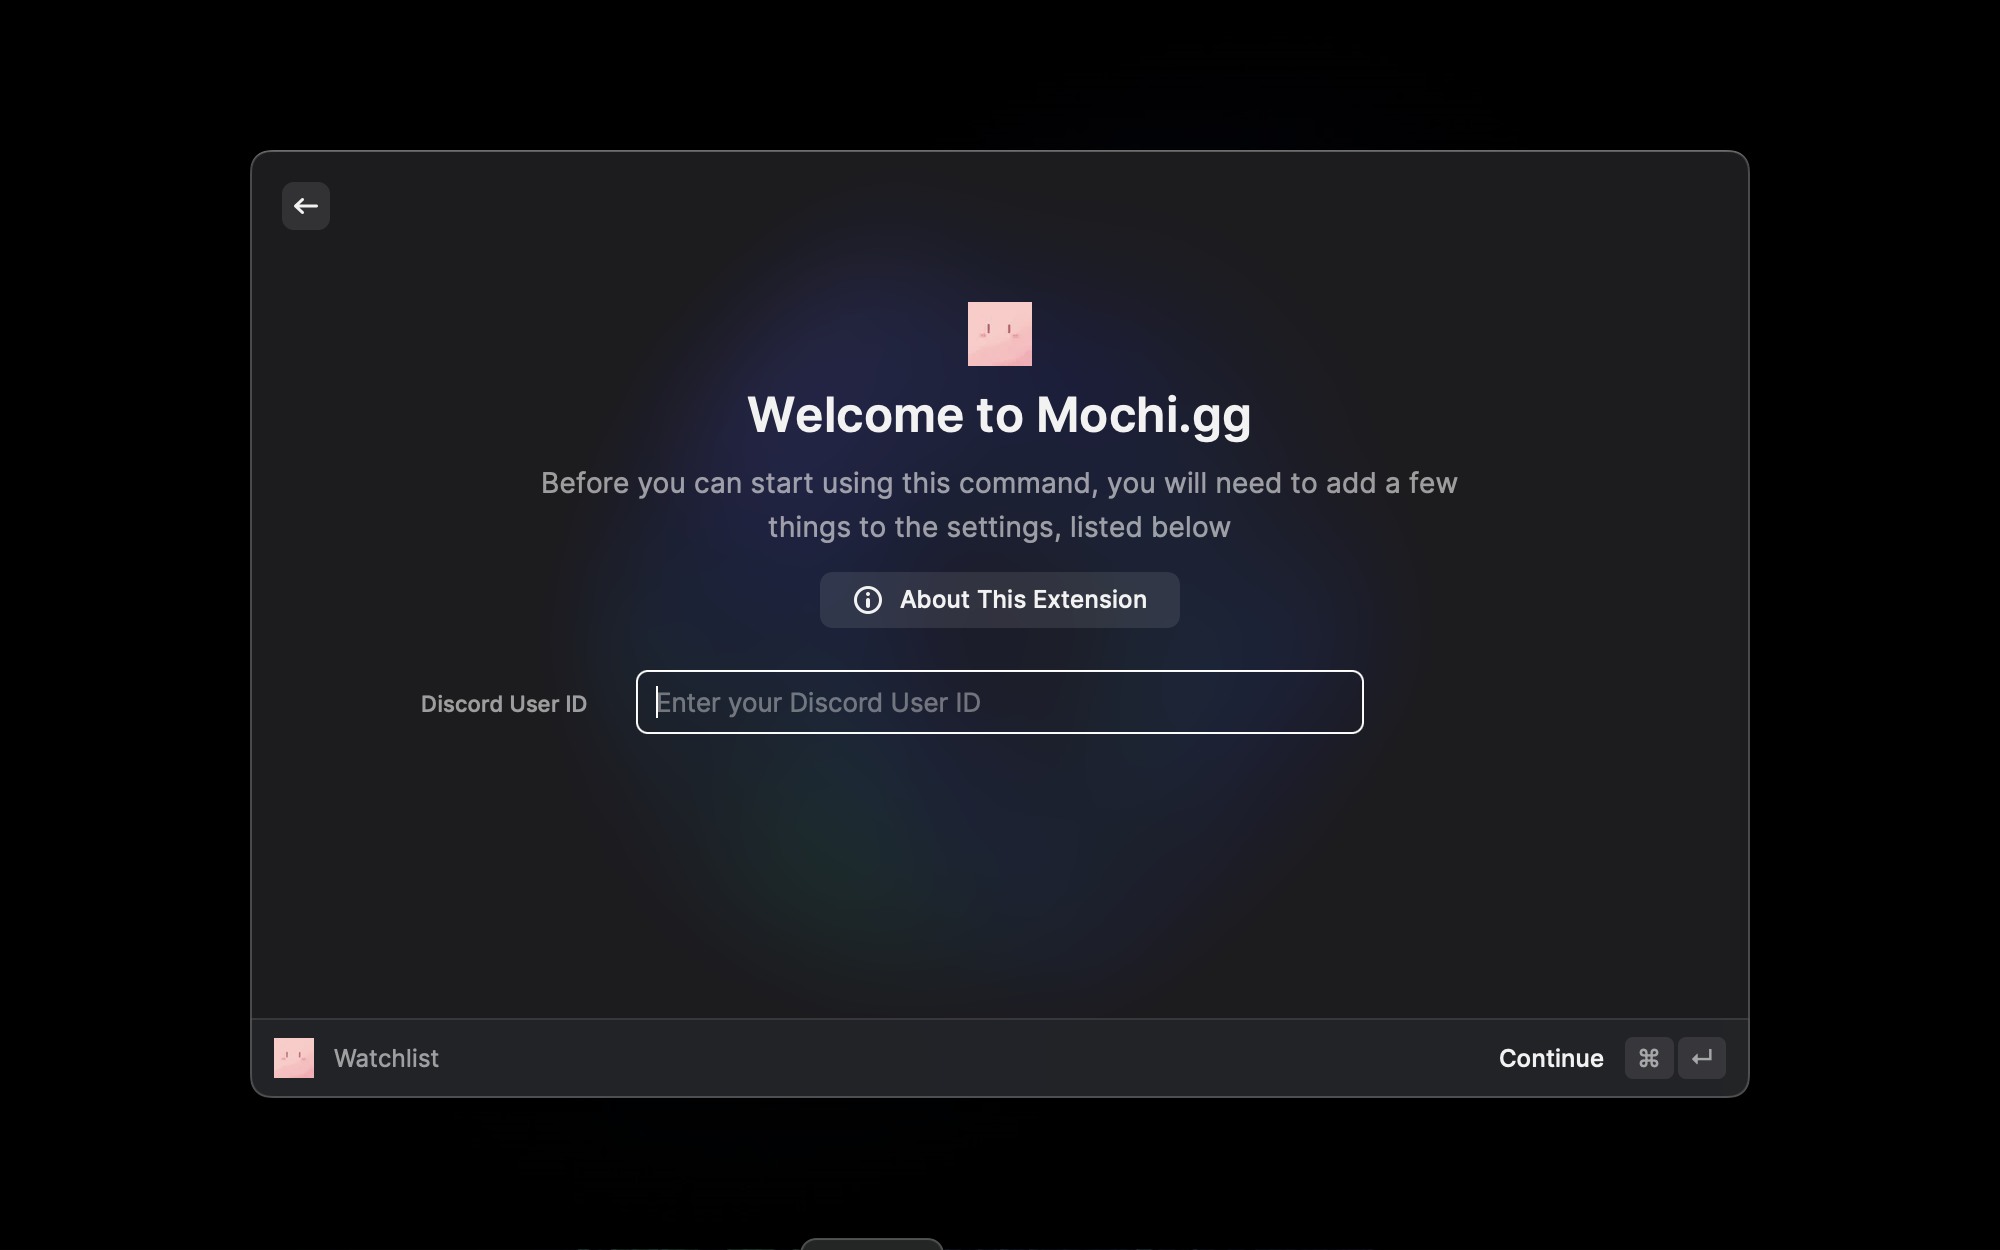 Welcome to Mochi.gg
Before you can start using this command, you will need to add a few
things to the settings, listed below
About This Extension
Discord User ID
Enter your Discord User ID
Watchlist
Continue ⌘ ↵